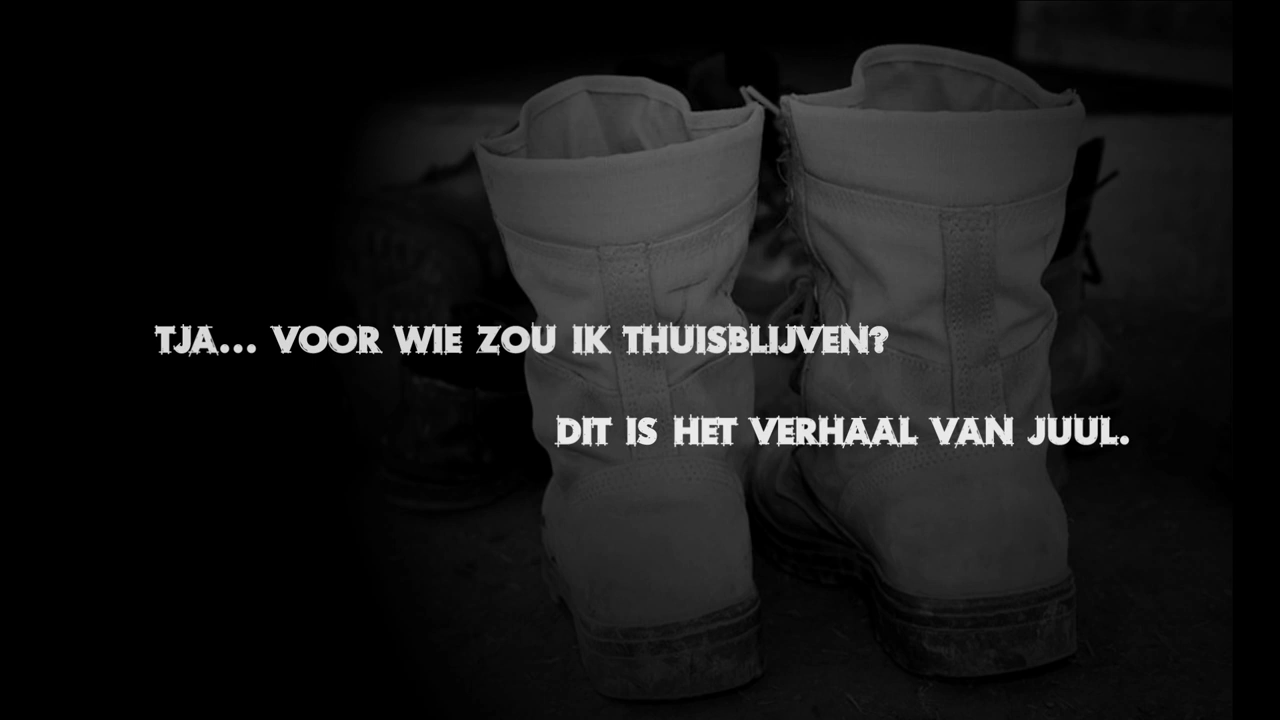 TJA... VOOR WIE ZOU IK THUISBLIJVEN?
DIT IS HET VERHAAL VAN JUUL.